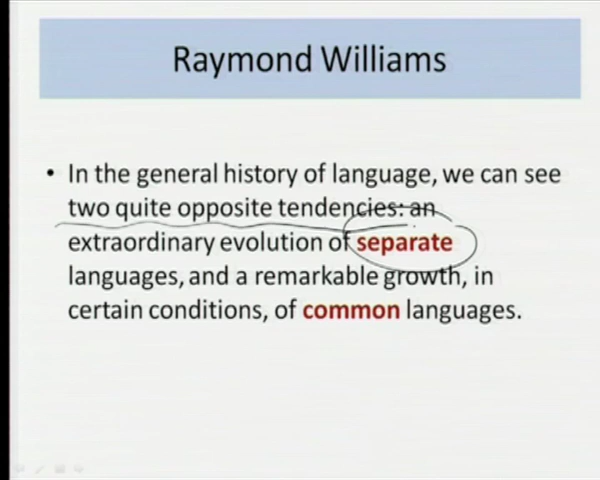 Raymond Williams
• In the general history of language, we can see
two quite opposite tendencies: an
extraordinary evolution of separate
languages, and a remarkable growth, in
certain conditions, of common languages.